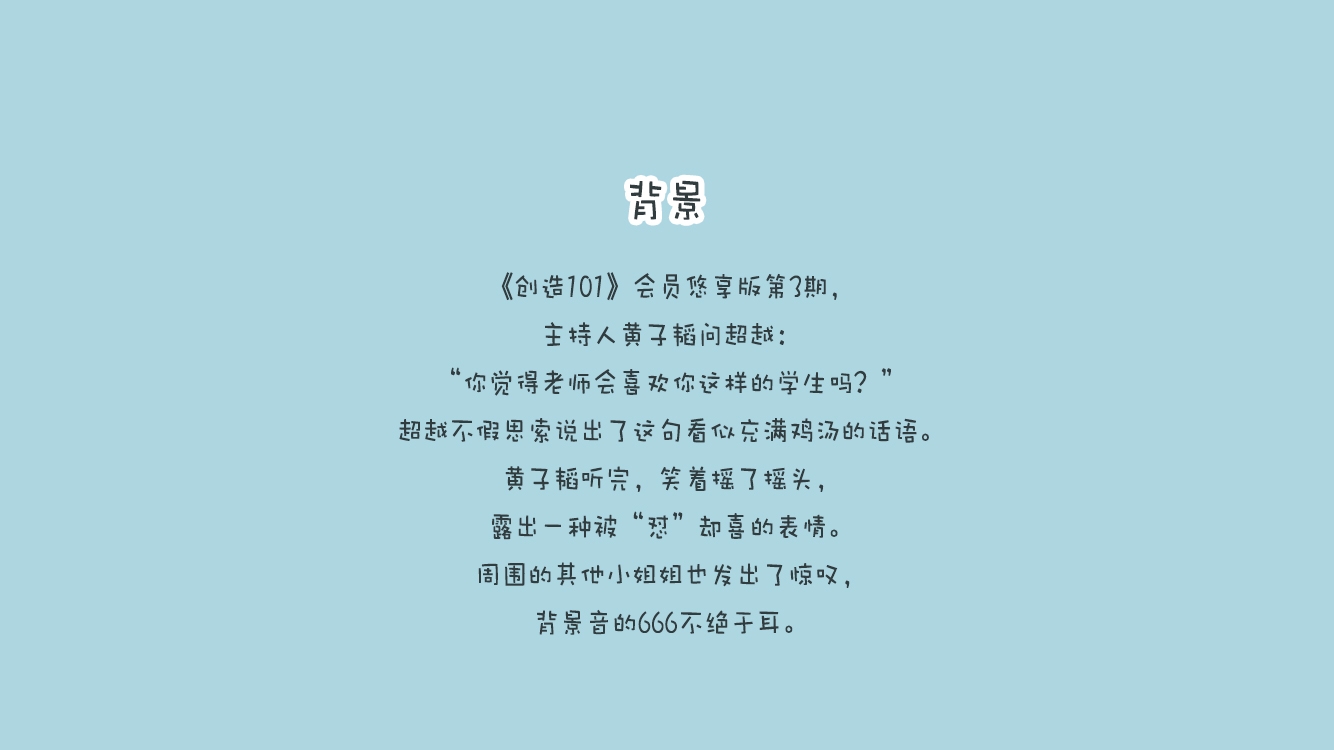 背景
《创造101》会员悠享版第3期，
主持人黄子韬问超越：
“你觉得老师会喜欢你这样的学生吗？”
超越不假思索说出了这句看似充满鸡汤的话语。
黄子韬听完，笑着摇了摇头，
露出一种被“怼”却喜的表情。
周围的其他小姐姐也发出了惊叹，
背景音的666不绝于耳。